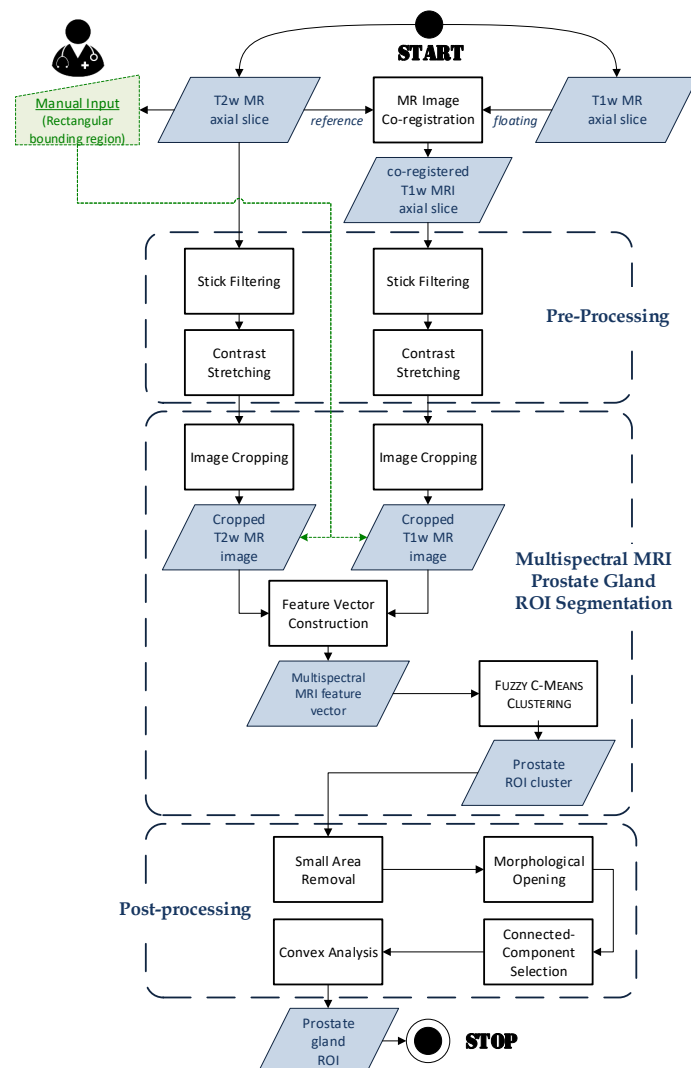 START
Manual Input
(Rectangular
bounding region)
T2w MR
axial slice
reference
MR Image
Co-registration
floating
T1w MR
axial slice
co-registered
T1w MRI
axial slice
Stick Filtering
Stick Filtering
Pre-Processing
Contrast
Stretching
Contrast
Stretching
Image Cropping
Image Cropping
Cropped
T2w MR
image
Cropped
T1w MR
image
Multispectral MRI
Prostate Gland
ROI Segmentation
Feature Vector
Construction
Multispectral
MRI feature
vector
FUZZY C-MEANS
CLUSTERING
Prostate
ROI cluster
Small Area
Removal
Morphological
Opening
Post-processing
Convex Analysis
Connected-
Component
Selection
Prostate
gland
ROI
STOP